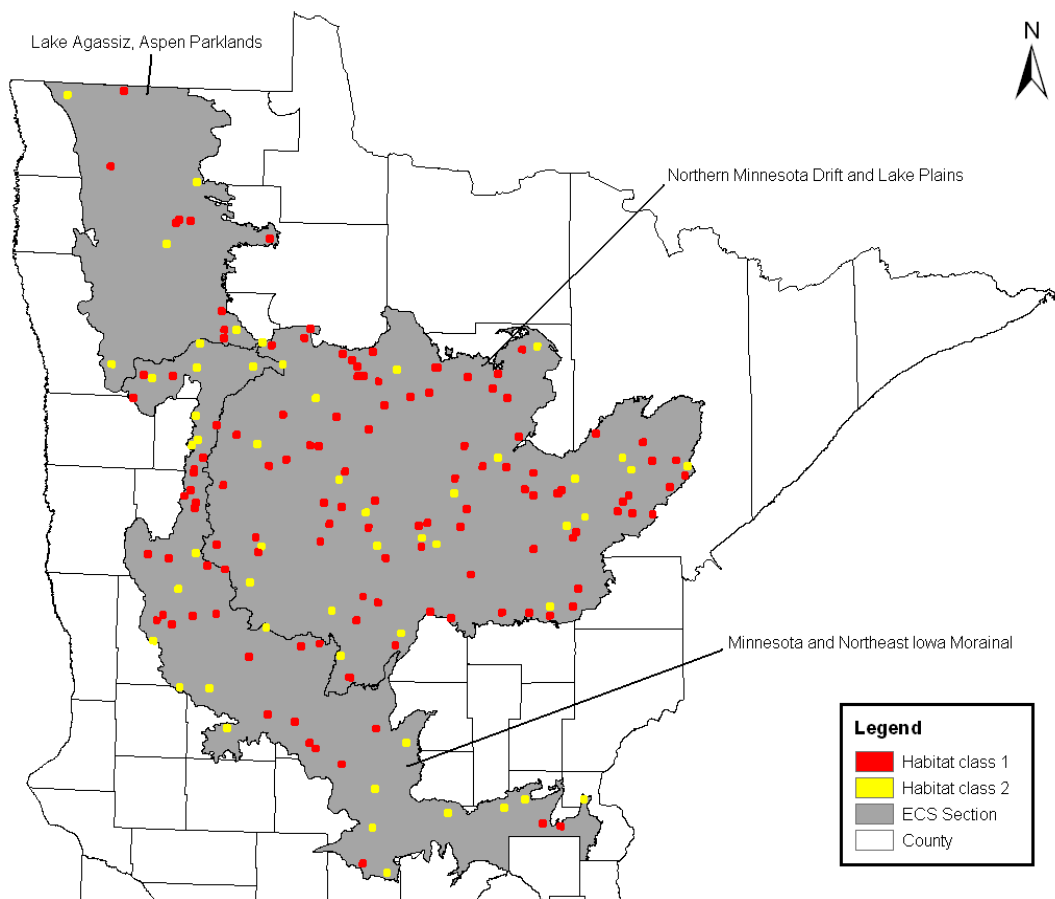 Lake Agassiz, Aspen Parklands
N
Northern Minnesota Drift and Lake Plains
Minnesota and Northeast Iowa Morainal
Legend
Habitat class 1
Habitat class 2
ECS Section
County